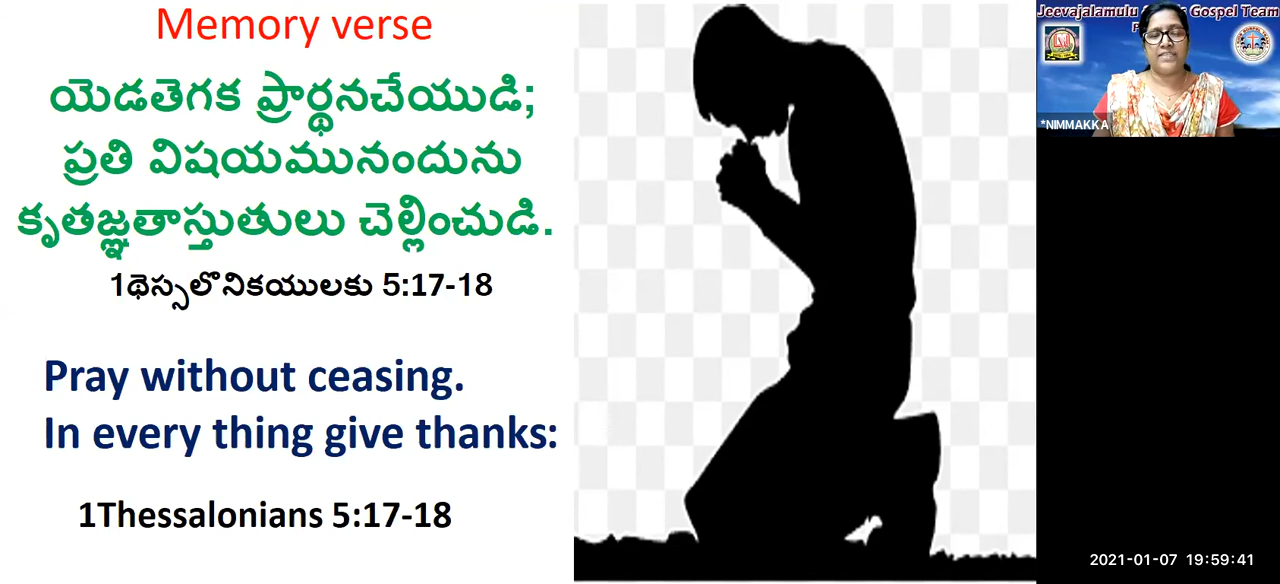 Memory verse
యెడతెగక ప్రార్థనచేయుడి;
ప్రతి విషయమునందును
కృతజ్ఞతాస్తుతులు చెల్లించుడి.
1థెస్సలొనికయులకు 5:17-18
Pray without ceasing.
In every thing give thanks:
1Thessalonians 5:17-18
Jeevajalamulu Gospel Team
*NIMMAKKA
2021-01-07 19:59:41